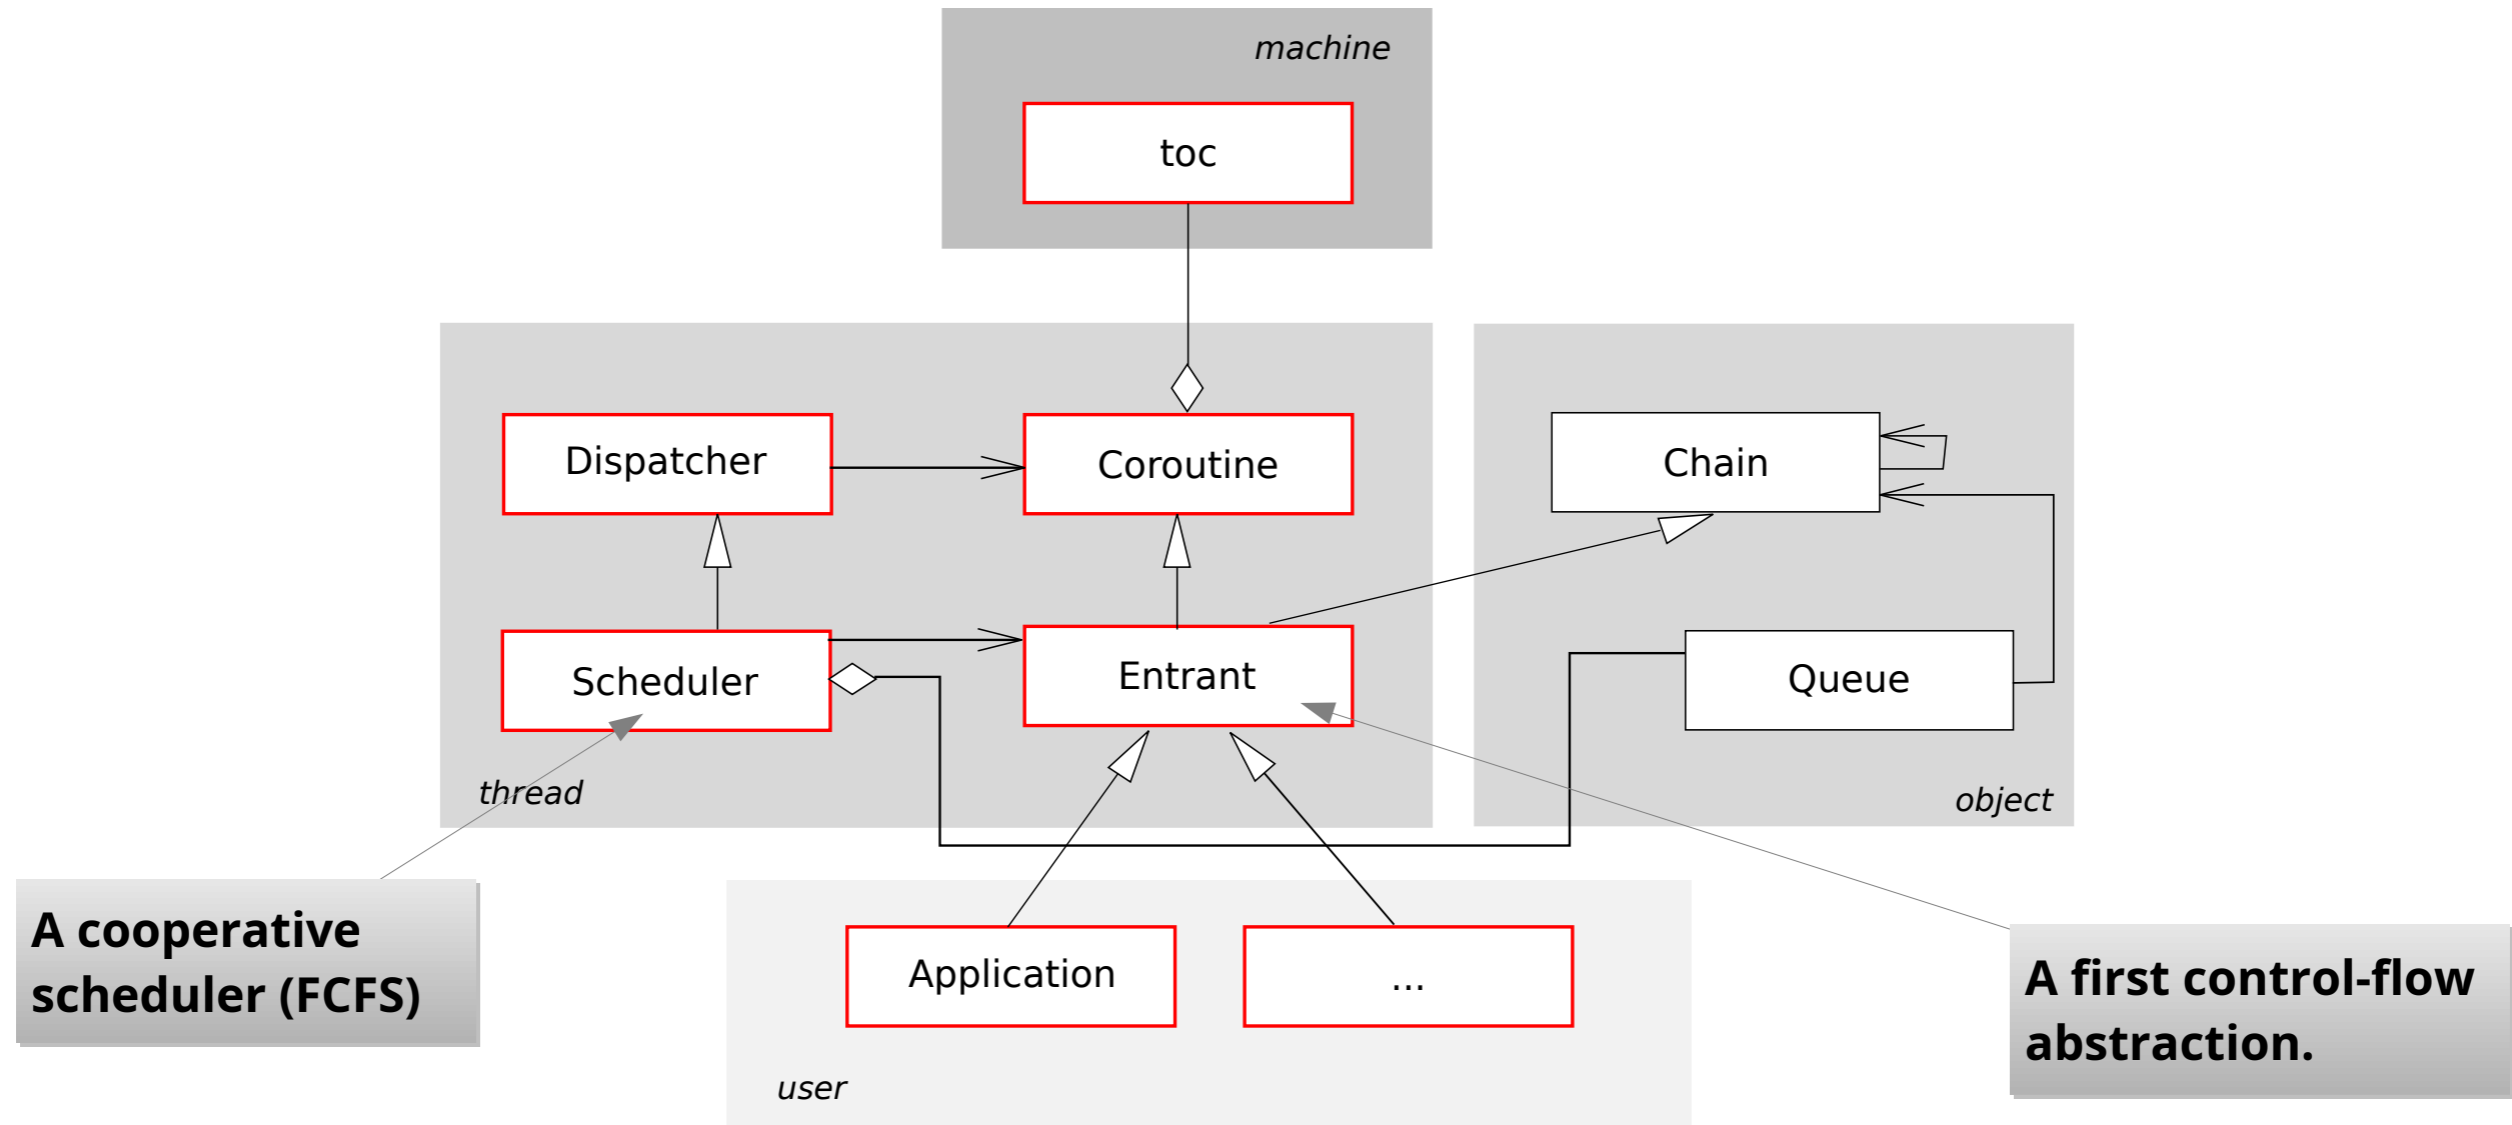 machine
toc
Dispatcher
Coroutine
Chain
Scheduler
Entrant
Queue
thread
object
A cooperative
scheduler (FCFS)
Application
...
A first control-flow
abstraction.
user